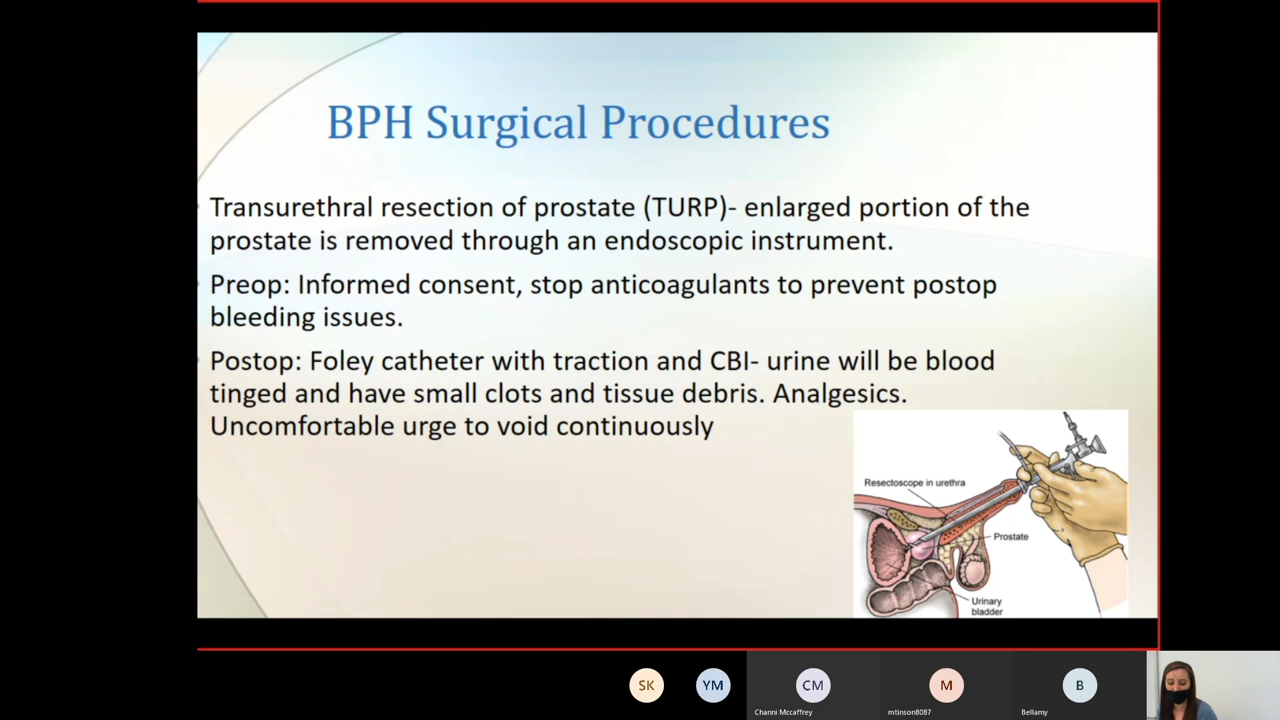 BPH Surgical Procedures
Transurethral resection of prostate (TURP)- enlarged portion of the
prostate is removed through an endoscopic instrument.
Preop: Informed consent, stop anticoagulants to prevent postop
bleeding issues.
Postop: Foley catheter with traction and CBI- urine will be blood
tinged and have small clots and tissue debris. Analgesics.
Uncomfortable urge to void continuously
Resectoscope in urethra
Prostate
Urinary
bladder
SK
YM
CM
M
B
Channi Mccaffrey
mtinson8087
Bellamy